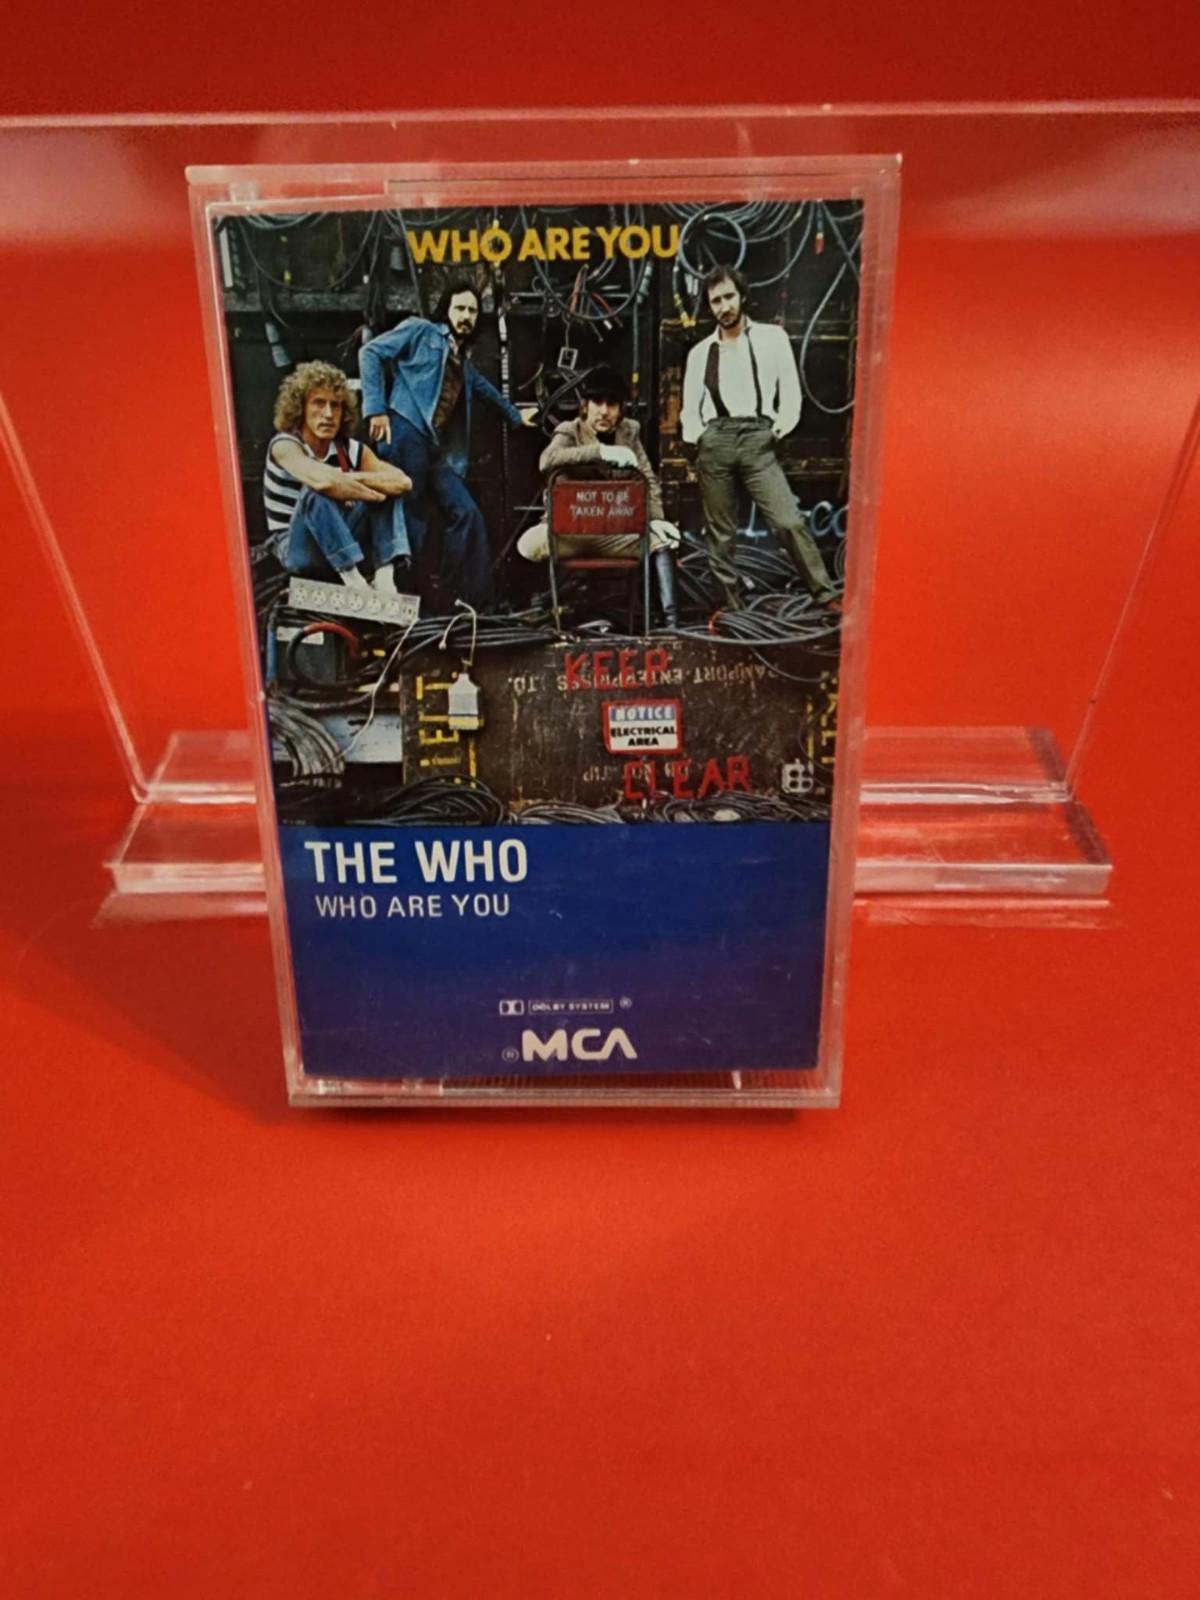 WHO ARE YOU
NOT TO BE
TAKEN AWAY
KEEP
NOTICE
ELECTRICAL
AREA
CLEAR
THE WHO
WHO ARE YOU
DOLBY SYSTEM ®
® MCA